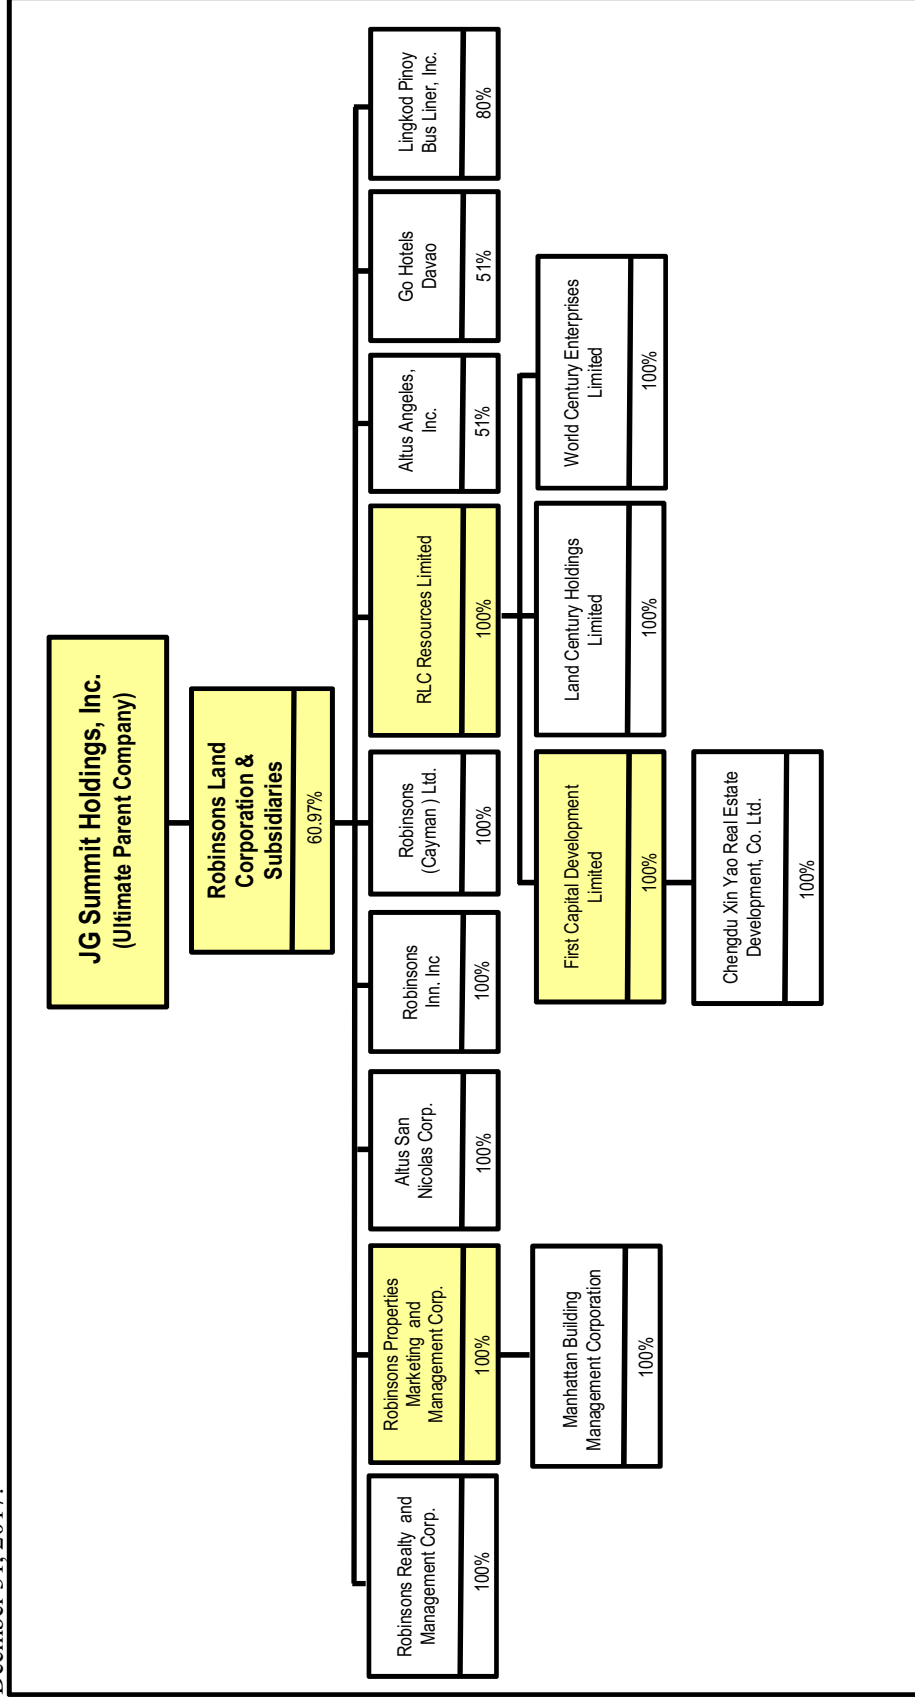 December 31, 2017.
JG Summit Holdings, Inc.
(Ultimate Parent Company)
Robinsons Land
Corporation &
Subsidiaries
60.97%
Robinsons Realty and
Management Corp.
100%
Robinsons Properties
Marketing and
Management Corp.
100%
Altus San
Nicolas Corp.
100%
Robinsons
Inn. Inc
100%
Robinsons
(Cayman ) Ltd.
100%
RLC Resources Limited
100%
Altus Angeles,
Inc.
51%
Go Hotels
Davao
51%
Lingkod Pinoy
Bus Liner, Inc.
80%
Manhattan Building
Management Corporation
100%
First Capital Development
Limited
100%
Land Century Holdings
Limited
100%
World Century Enterprises
Limited
100%
Chengdu Xin Yao Real Estate
Development, Co. Ltd.
100%